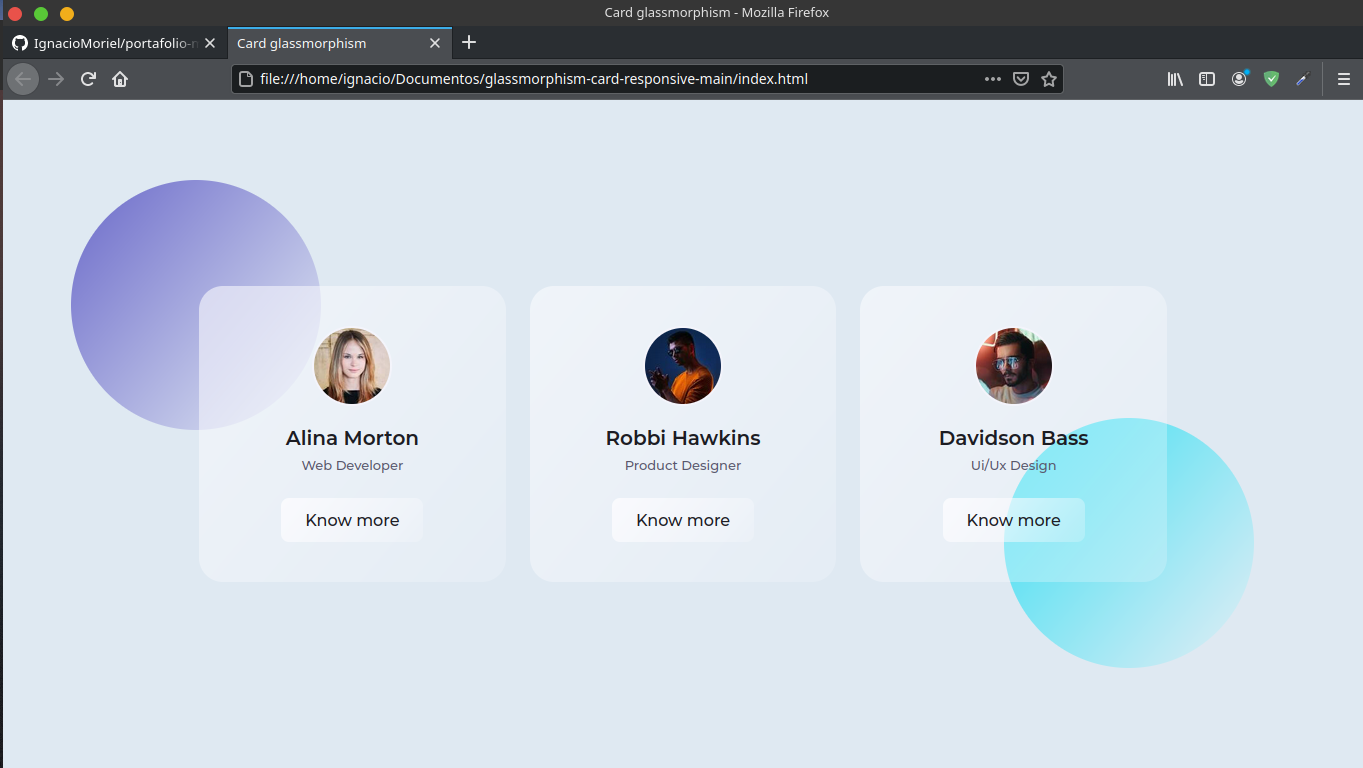 Card glassmorphism - Mozilla Firefox
IgnacioMoriel/portafolio-
Card glassmorphism
file:///home/ignacio/Documentos/glassmorphism-card-responsive-main/index.html
Alina Morton
Web Developer
Know more
Robbi Hawkins
Product Designer
Know more
Davidson Bass
Ui/Ux Design
Know more